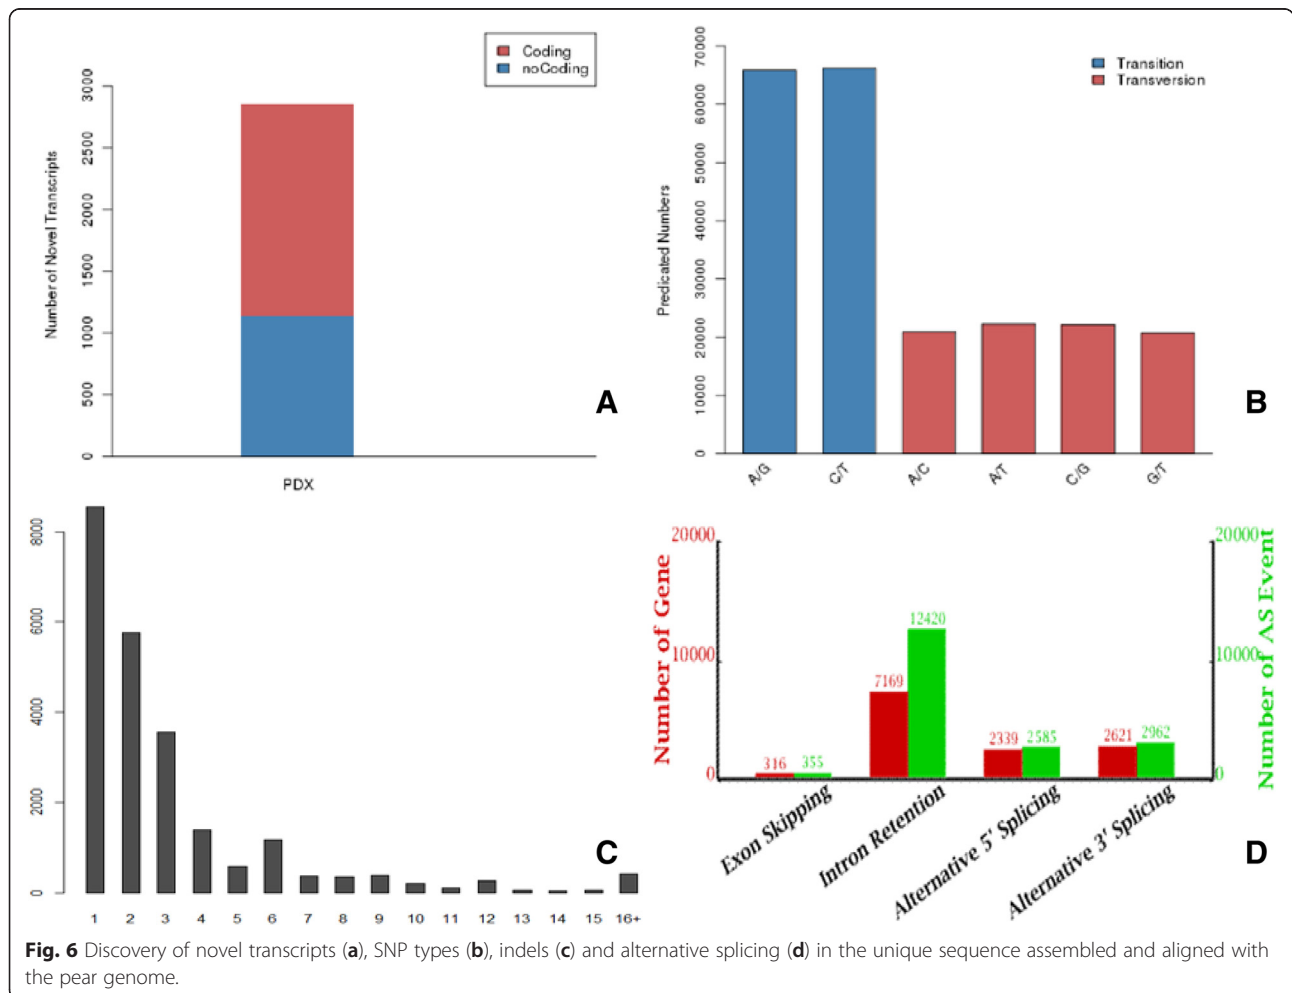 Coding
noCoding
Number of Novel Transcripts
3000
2500
2000
1500
1000
500
0
PDX
A
Transition
Transversion
Predicated Numbers
70000
60000
50000
40000
30000
20000
10000
0
A/G C/T A/C A/T C/G G/T
B
8000
6000
4000
2000
0
1 2 3 4 5 6 7 8 9 10 11 12 13 14 15 16+
C
Number of Gene
20000
10000
0
Number of AS Event
20000
10000
0
316 355
7169 12420
2339 2585
2621 2962
Exon Skipping
Intron Retention
Alternative 5' Splicing
Alternative 3' Splicing
D
Fig. 6 Discovery of novel transcripts (a), SNP types (b), indels (c) and alternative splicing (d) in the unique sequence assembled and aligned with
the pear genome.